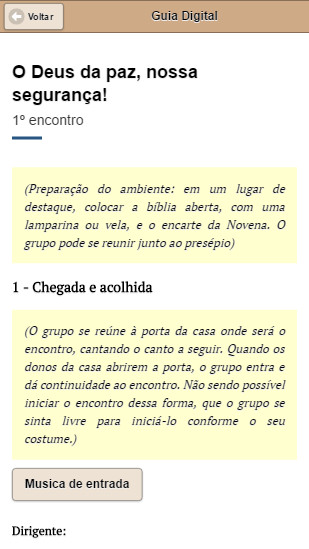 Voltar
Guia Digital
O Deus da paz, nossa
segurança!
1º encontro
(Preparação do ambiente: em um lugar de
destaque, colocar a bíblia aberta, com uma
lamparina ou vela, e o encarte da Novena. O
grupo pode se reunir junto ao presépio)
1 - Chegada e acolhida
(O grupo se reúne à porta da casa onde será o
encontro, cantando o canto a seguir. Quando os
donos da casa abrirem a porta, o grupo entra e
dá continuidade ao encontro. Não sendo possível
iniciar o encontro dessa forma, que o grupo se
sinta livre para iniciá-lo conforme o seu
costume.)
Musica de entrada
Dirigente: